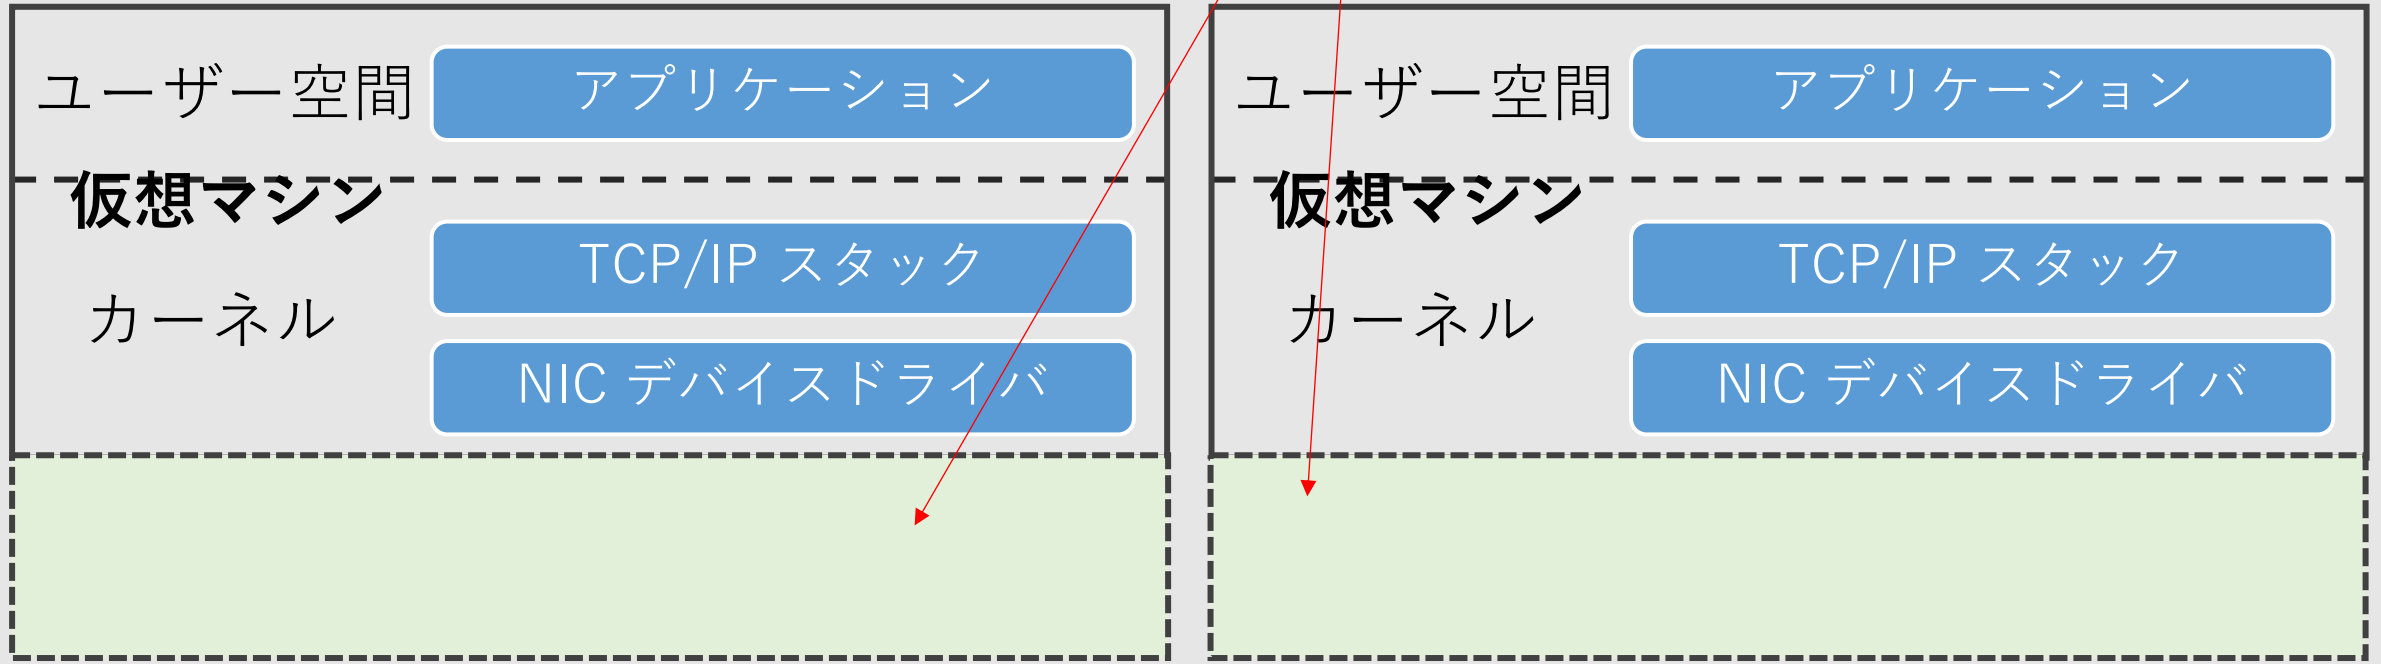 ユーザー空間
アプリケーション
仮想マシン
TCP/IP スタック
カーネル
NIC デバイスドライバ
ユーザー空間
アプリケーション
仮想マシン
TCP/IP スタック
カーネル
NIC デバイスドライバ